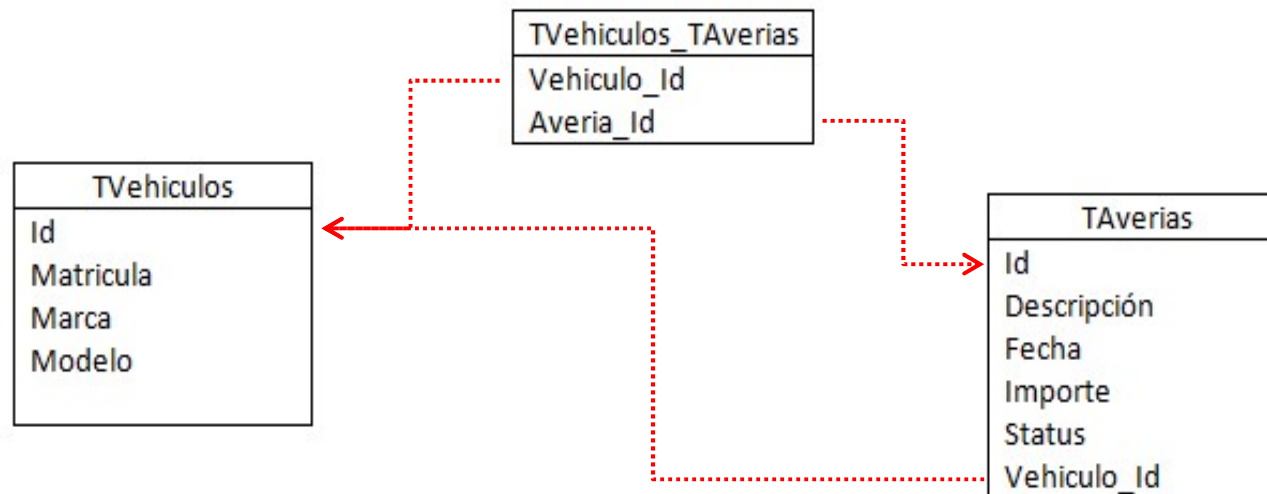 TVehiculos_TAverias
Vehiculo_Id
Averia_Id
TVehiculos
Id
Matricula
Marca
Modelo
TAverias
Id
Descripción
Fecha
Importe
Status
Vehiculo_Id